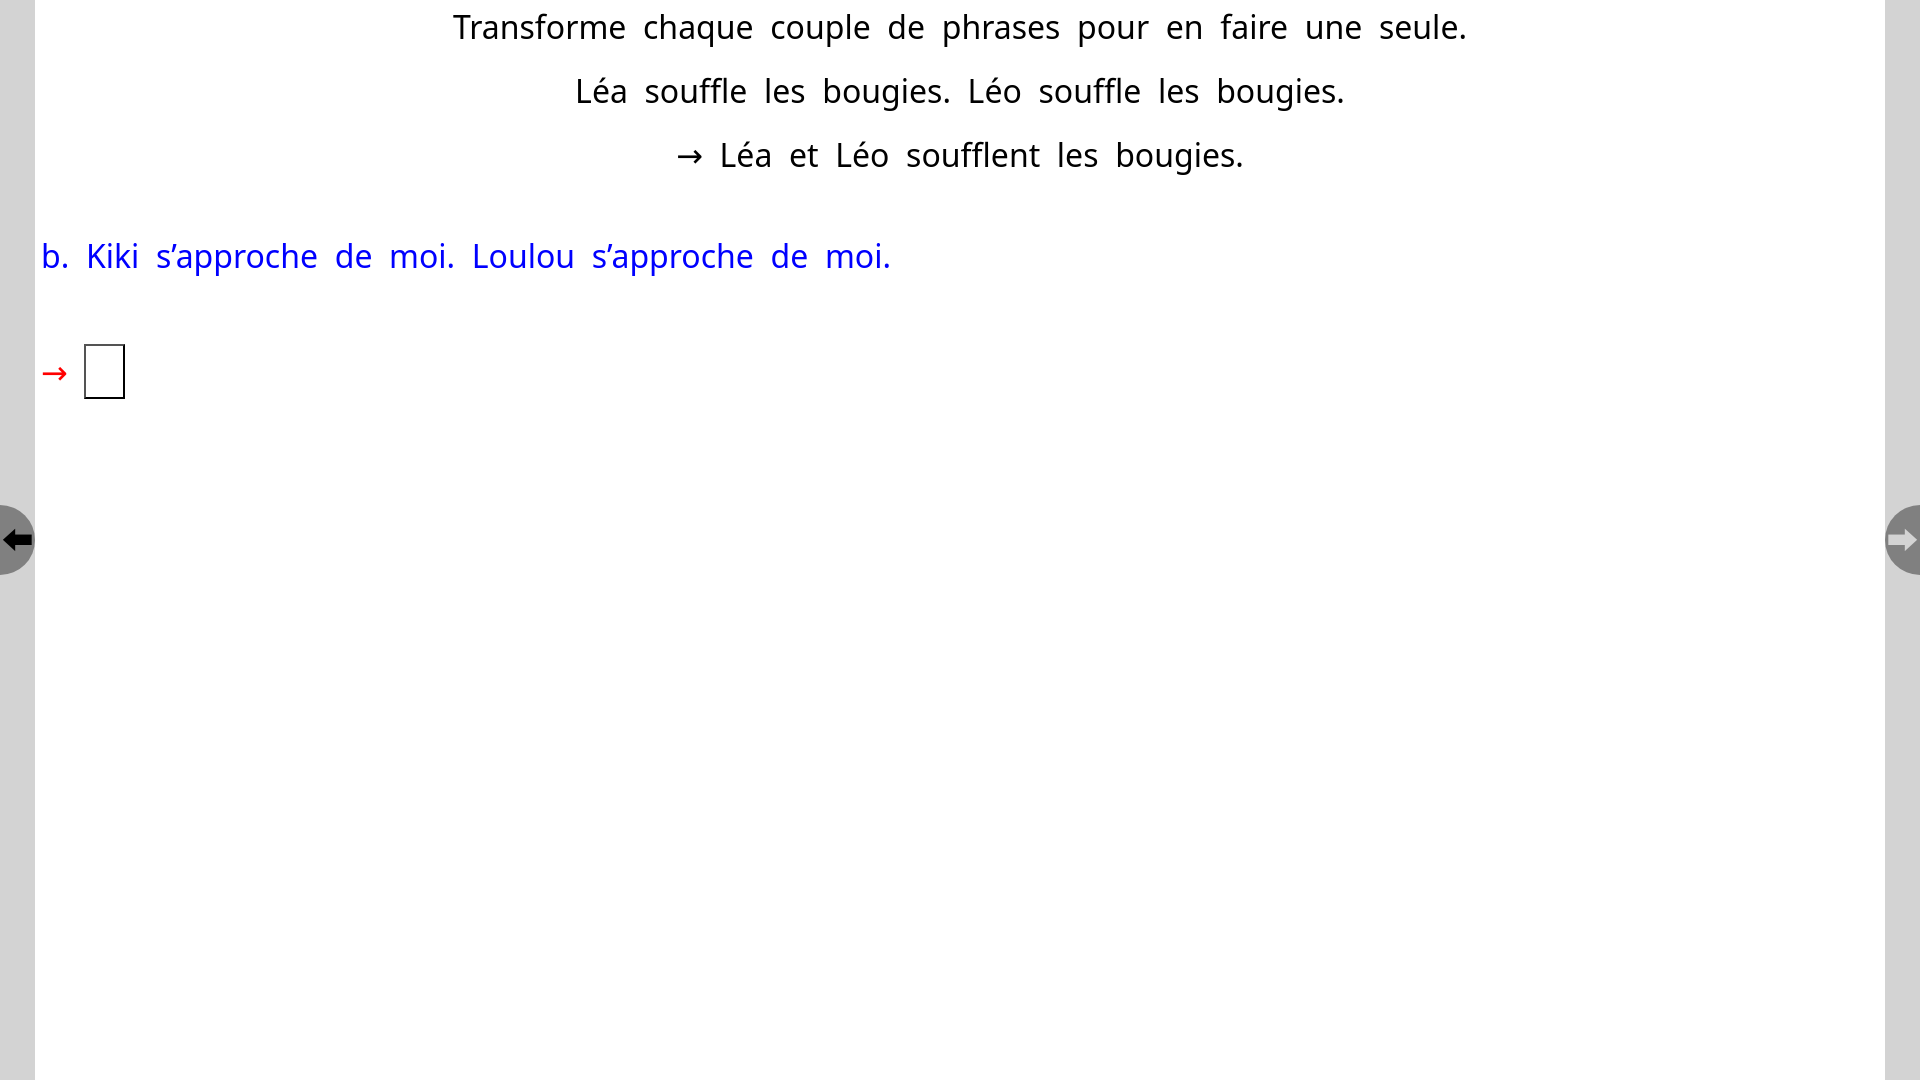 Transforme chaque couple de phrases pour en faire une seule.
Léa souffle les bougies. Léo souffle les bougies.
→ Léa et Léo soufflent les bougies.
b. Kiki s’approche de moi. Loulou s’approche de moi.
→